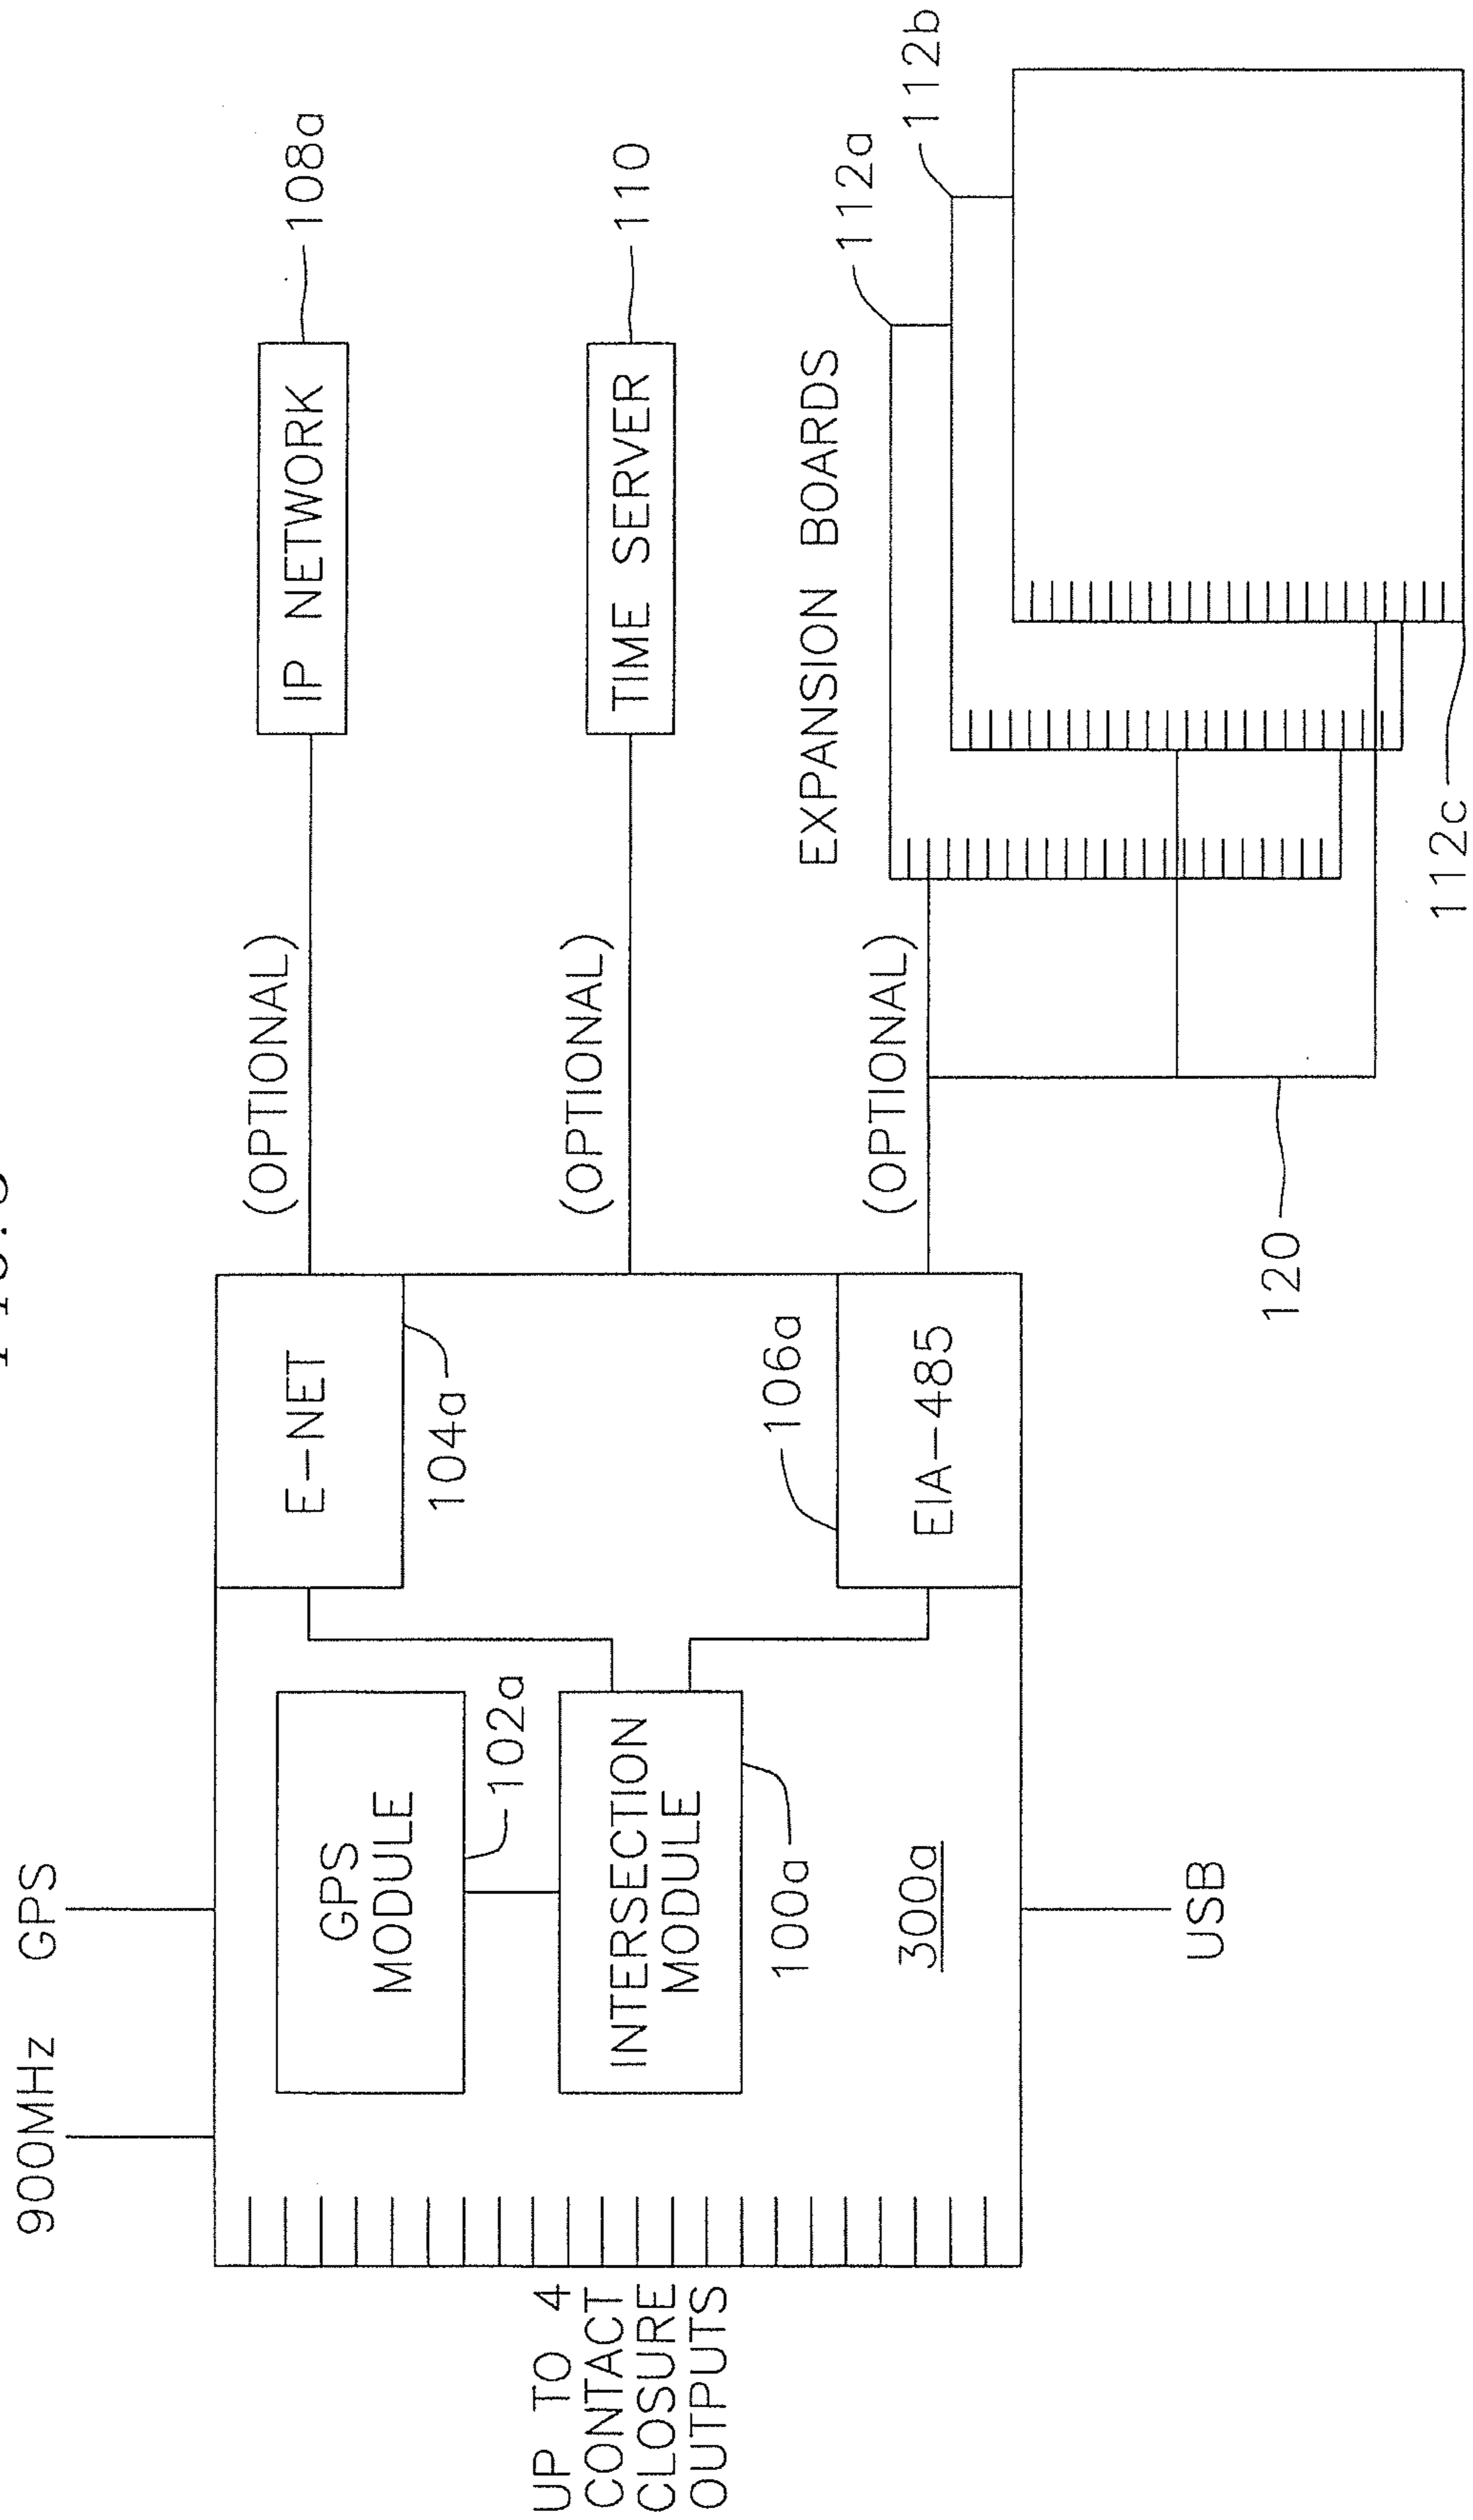 900MHz
GPS
GPS
MODULE
102a
INTERSECTION
MODULE
100a
300a
UP TO 4
CONTACT
CLOSURE
OUTPUTS
USB
E-NET
104a
106a
EIA-485
(OPTIONAL)
(OPTIONAL)
(OPTIONAL)
IP NETWORK
108a
TIME SERVER
110
EXPANSION BOARDS
112a
112b
112c
120